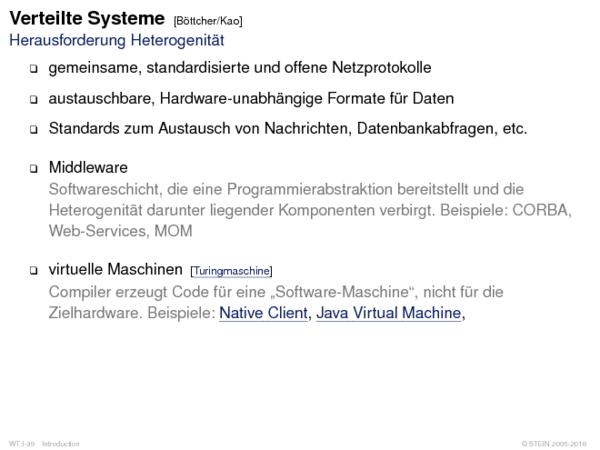 Verteilte Systeme [Böttcher/Kao]
Herausforderung Heterogenität
❑ gemeinsame, standardisierte und offene Netzprotokolle
❑ austauschbare, Hardware-unabhängige Formate für Daten
❑ Standards zum Austausch von Nachrichten, Datenbankabfragen, etc.
❑ Middleware
Softwareschicht, die eine Programmierabstraktion bereitstellt und die
Heterogenität darunter liegender Komponenten verbirgt. Beispiele: CORBA,
Web-Services, MOM
❑ virtuelle Maschinen [Turingmaschine]
Compiler erzeugt Code für eine „Software-Maschine“, nicht für die
Zielhardware. Beispiele: Native Client, Java Virtual Machine,
WT:I-39 Introduction © STEIN 2005-2018